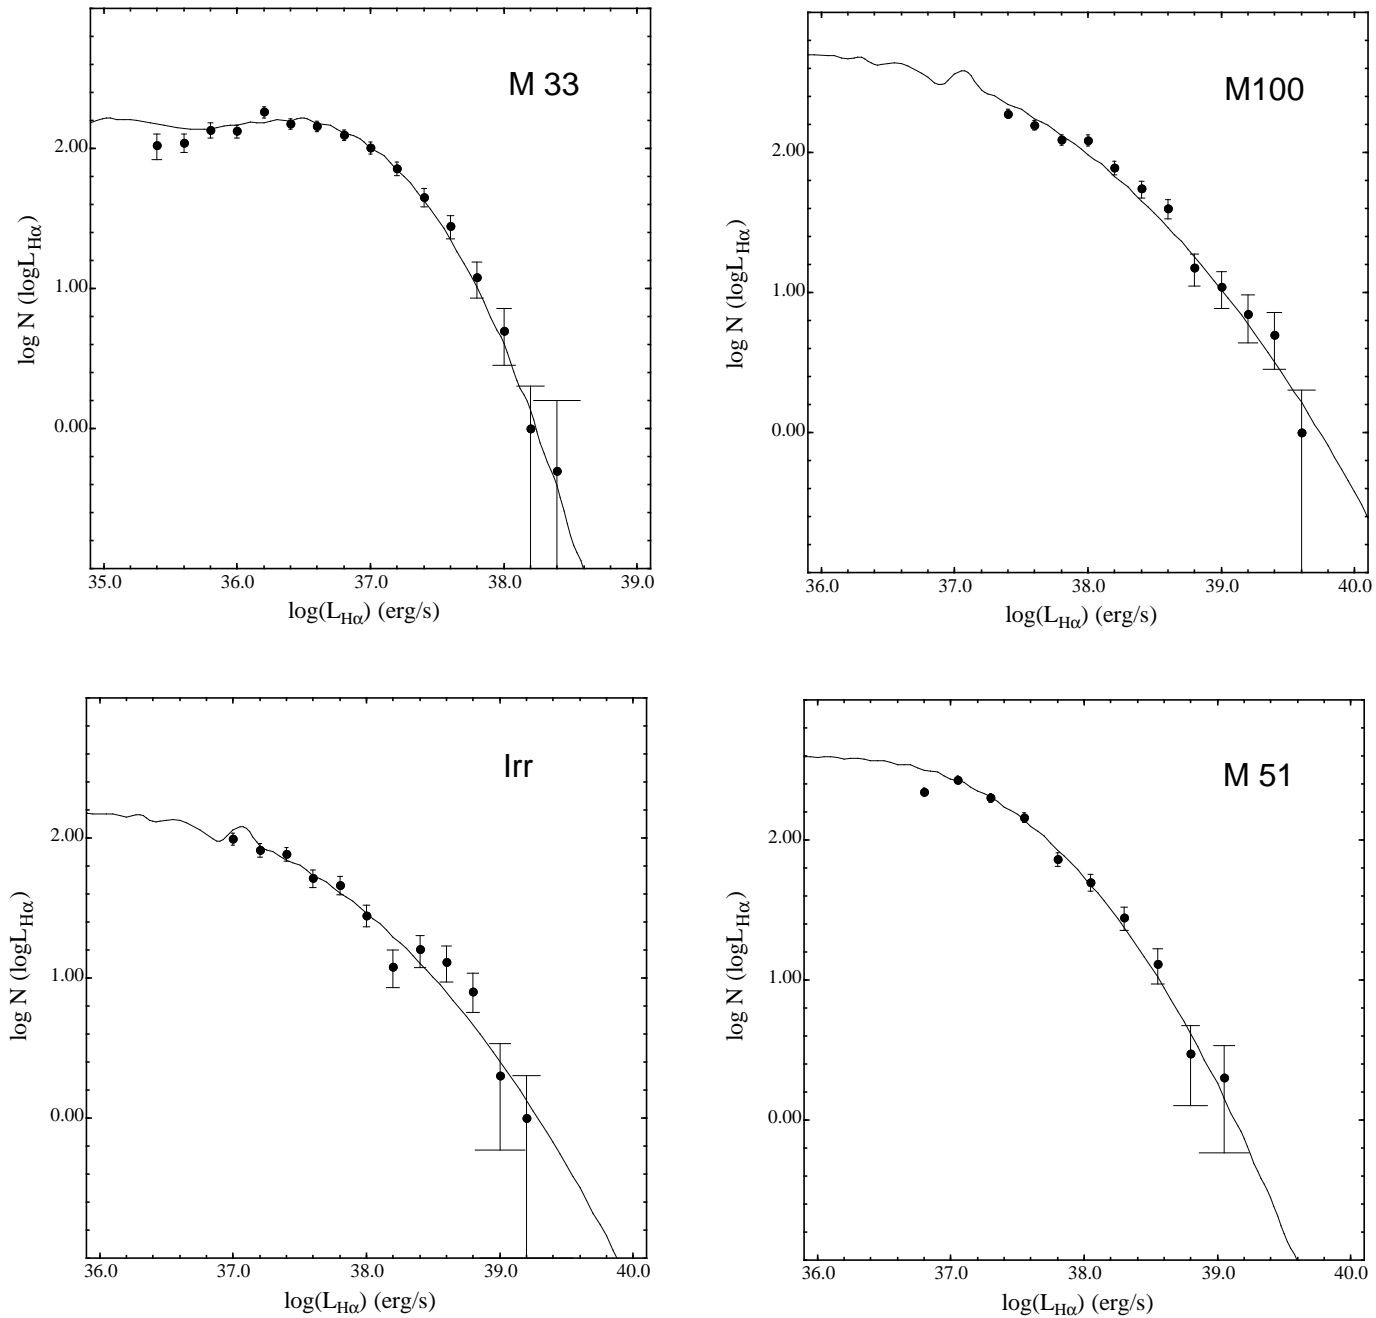 M 33
log N (logL_Hα)
2.00
1.00
0.00
35.0 36.0 37.0 38.0 39.0
log(L_Hα) (erg/s)
M100
log N (logL_Hα)
2.00
1.00
0.00
36.0 37.0 38.0 39.0 40.0
log(L_Hα) (erg/s)
Irr
log N (logL_Hα)
2.00
1.00
0.00
36.0 37.0 38.0 39.0 40.0
log(L_Hα) (erg/s)
M 51
log N (logL_Hα)
2.00
1.00
0.00
36.0 37.0 38.0 39.0 40.0
log(L_Hα) (erg/s)